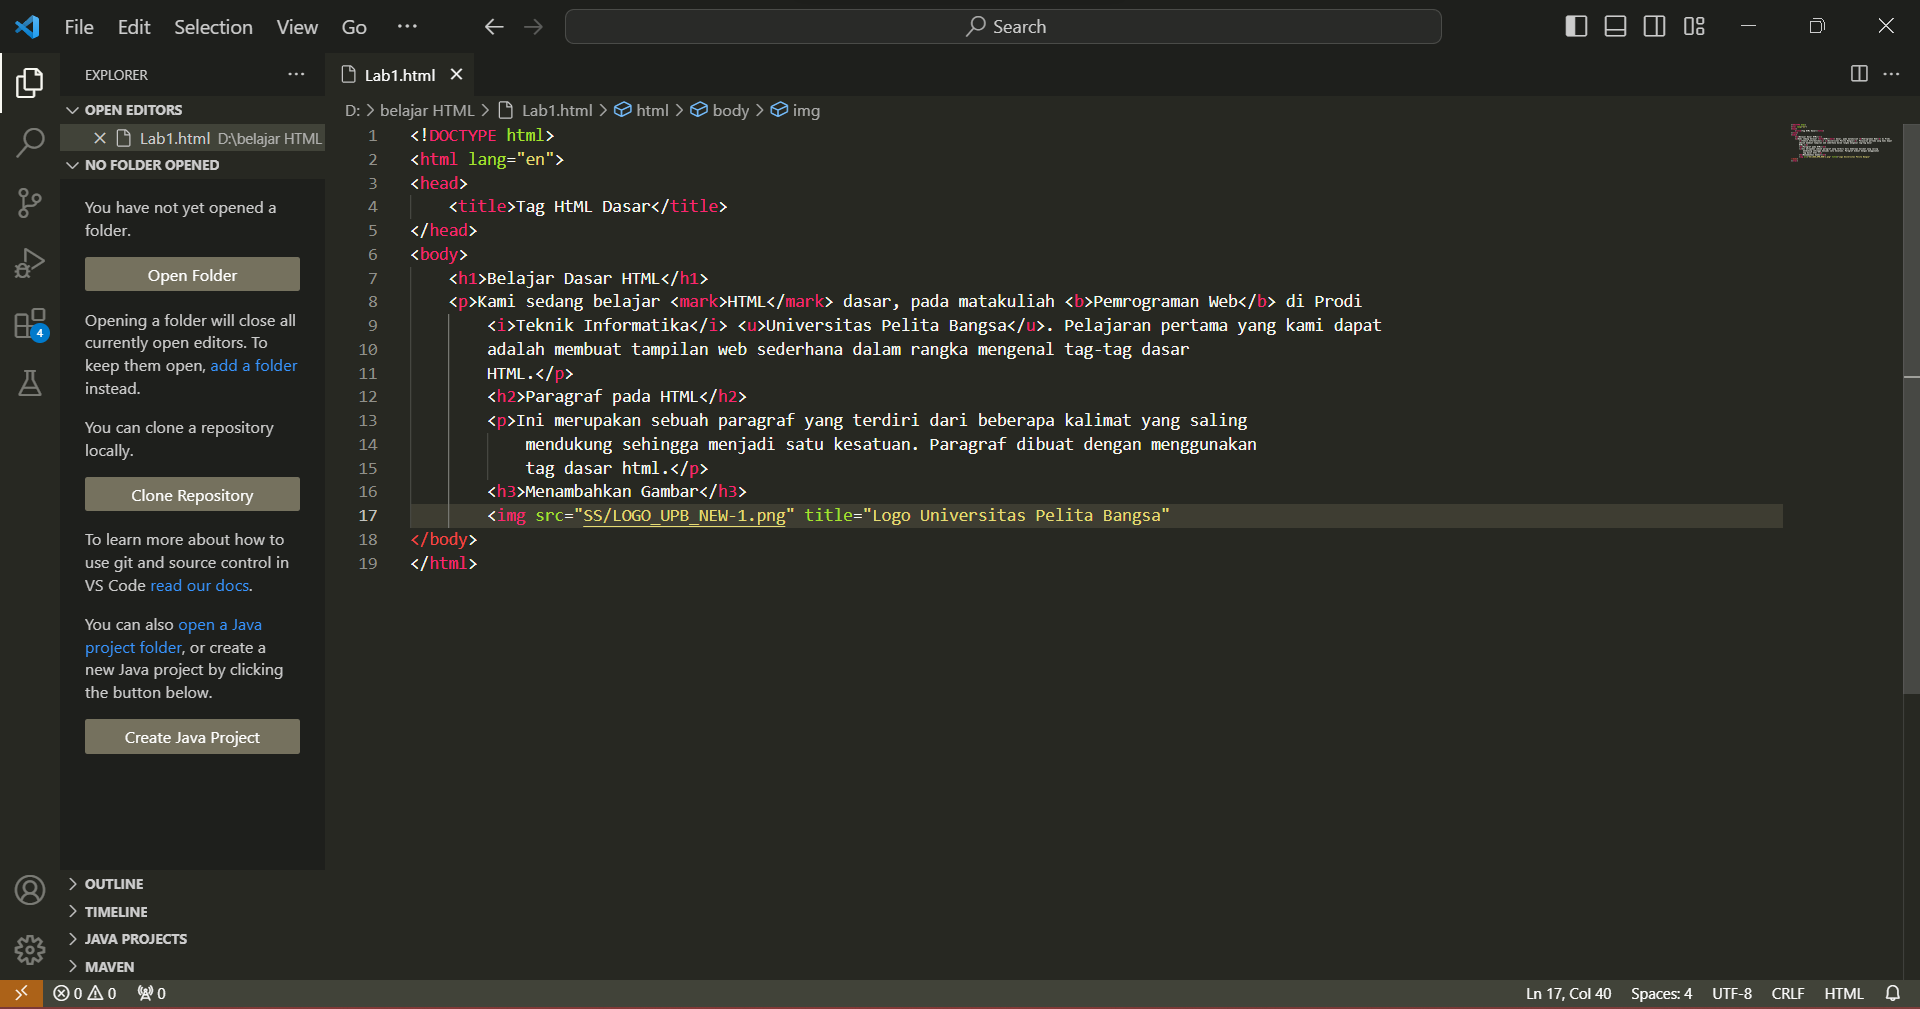 File Edit Selection View Go ··· Search
EXPLORER ···
OPEN EDITORS
Lab1.html D:\belajar HTML
NO FOLDER OPENED
You have not yet opened a
folder.
Open Folder
Opening a folder will close all
currently open editors. To
keep them open, add a folder
instead.
You can clone a repository
locally.
Clone Repository
To learn more about how to
use git and source control in
VS Code read our docs.
You can also open a Java
project folder, or create a
new Java project by clicking
the button below.
Create Java Project
OUTLINE
TIMELINE
JAVA PROJECTS
MAVEN
4
Lab1.html
D: > belajar HTML > Lab1.html > html > body > img
1 <!DOCTYPE html>
2 <html lang="en">
3 <head>
4 <title>Tag HtML Dasar</title>
5 </head>
6 <body>
7 <h1>Belajar Dasar HTML</h1>
8 <p>Kami sedang belajar <mark>HTML</mark> dasar, pada matakuliah <b>Pemrograman Web</b> di Prodi
9 <i>Teknik Informatika</i> <u>Universitas Pelita Bangsa</u>. Pelajaran pertama yang kami dapat
10 adalah membuat tampilan web sederhana dalam rangka mengenal tag-tag dasar
11 HTML.</p>
12 <h2>Paragraf pada HTML</h2>
13 <p>Ini merupakan sebuah paragraf yang terdiri dari beberapa kalimat yang saling
14 mendukung sehingga menjadi satu kesatuan. Paragraf dibuat dengan menggunakan
15 tag dasar html.</p>
16 <h3>Menambahkan Gambar</h3>
17 <img src="SS/LOGO_UPB_NEW-1.png" title="Logo Universitas Pelita Bangsa"
18 </body>
19 </html>
0 0 0 Ln 17, Col 40 Spaces: 4 UTF-8 CRLF HTML